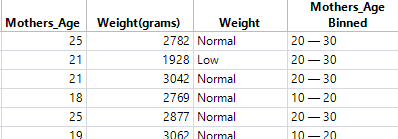 Mothers_Age Weight(grams) Weight Mothers_Age Binned
25 2782 Normal 20 — 30
21 1928 Low 20 — 30
21 3042 Normal 20 — 30
18 2769 Normal 10 — 20
25 2877 Normal 20 — 30
19 3062 Normal 10 — 20